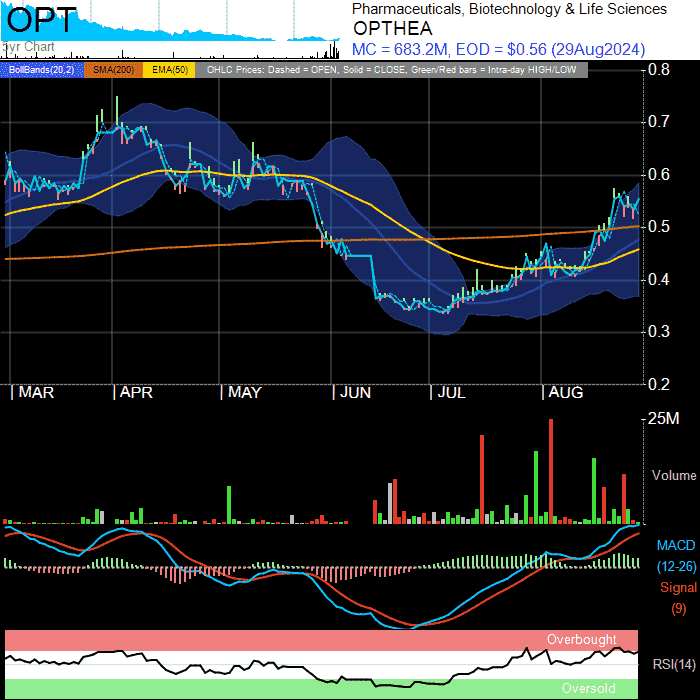 OPT
5yr Chart
Pharmaceuticals, Biotechnology & Life Sciences
OPTHEA
MC = 683.2M, EOD = $0.56 (29Aug2024)
BollBands(20,2) SMA(200) EMA(50) OHLC Prices: Dashed = OPEN, Solid = CLOSE, Green/Red bars = Intra-day HIGH/LOW
0.8
0.7
0.6
0.5
0.4
0.3
0.2
MAR APR MAY JUN JUL AUG
25M
Volume
MACD
(12-26)
Signal
(9)
Overbought
RSI(14)
Oversold